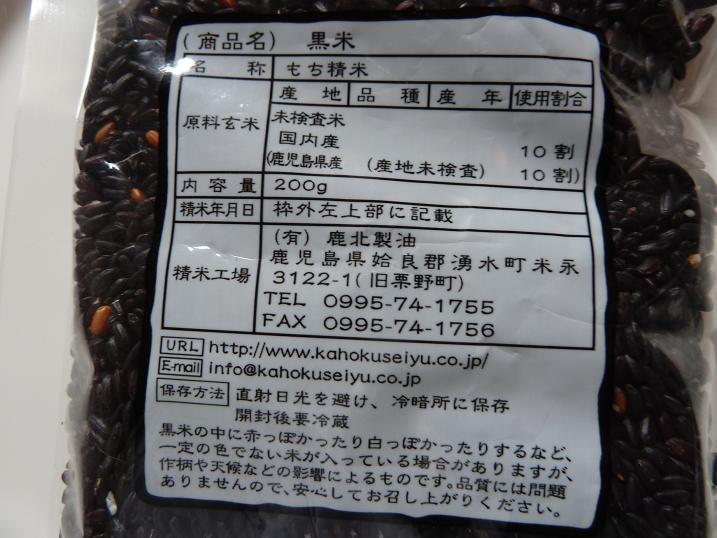 (商品名) 黒米
名 称 もち精米
原料玄米 産 地 品 種 産 年 使用割合
未検査米
国内産 10割
(鹿児島県産 (産地未検査) 10割)
内容量 200g
精米年月日 枠外左上部に記載
精米工場 (有) 鹿北製油
鹿児島県姶良郡湧水町米永
3122-1(旧栗野町)
TEL 0995-74-1755
FAX 0995-74-1756
URL http://www.kahokuseiyu.co.jp/
E-mail info@kahokuseiyu.co.jp
保存方法 直射日光を避け、冷暗所に保存
開封後要冷蔵
黒米の中に赤っぽかったり白っぽかったりするなど、
一定の色でない米が入っている場合がありますが、
作柄や天候などの影響によるものです。品質には問題
ありませんので、安心してお召し上がりください。